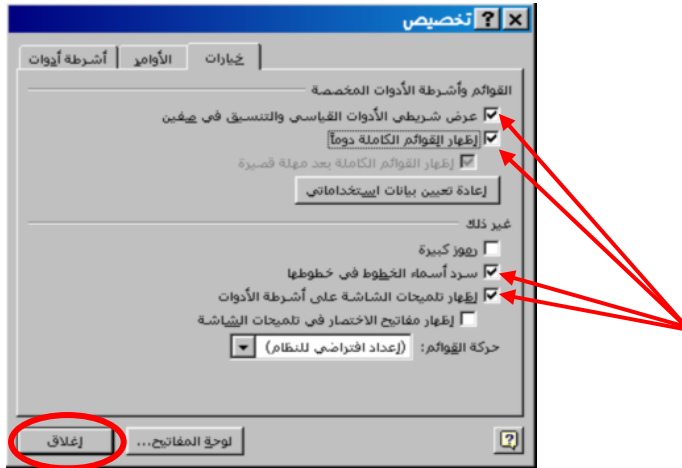 تخصيص
خيارات
الأوامر
أشرطة أدوات
القوائم وأشرطة الأدوات المخصصة
عرض شريطي الأدوات القياسي والتنسيق في صفين
إظهار القوائم الكاملة دوماً
إظهار القوائم الكاملة بعد مهلة قصيرة
إعادة تعيين بيانات استخداماتي
غير ذلك
رموز كبيرة
سرد أسماء الخطوط في خطوطها
إظهار تلميحات الشاشة على أشرطة الأدوات
إظهار مفاتيح الاختصار في تلميحات الشاشة
حركة القوائم: (إعداد افتراضي للنظام)
لوحة المفاتيح...
إغلاق